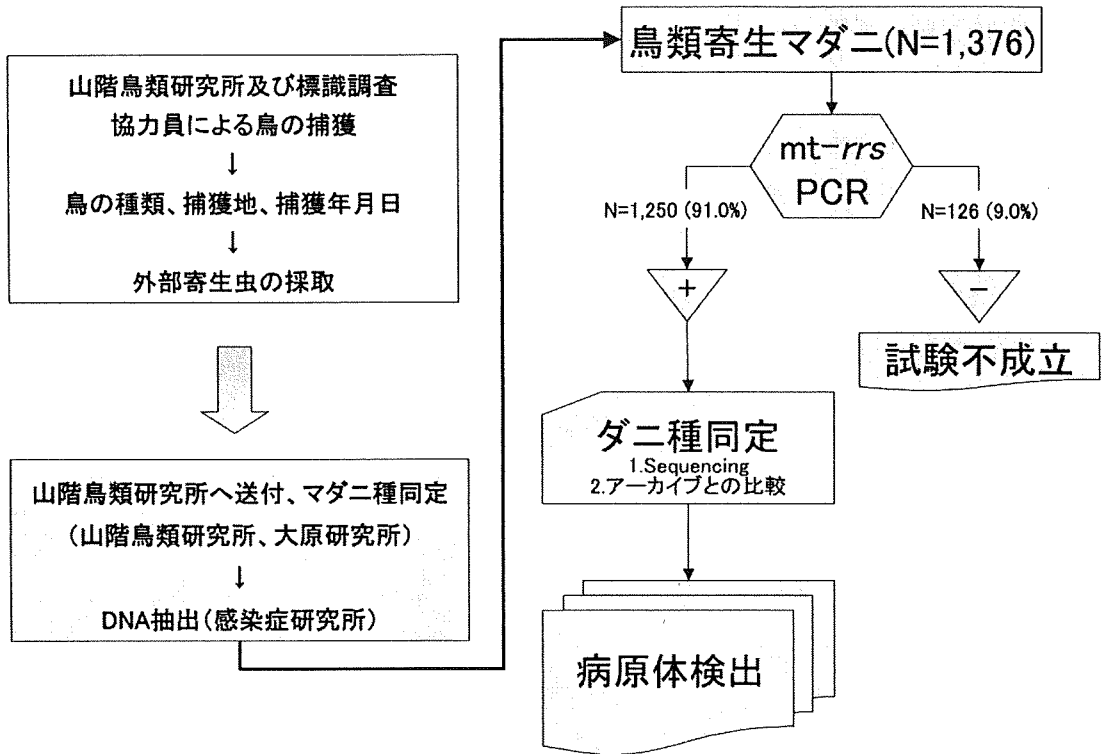 山階鳥類研究所及び標識調査
協力員による鳥の捕獲
↓
鳥の種類、捕獲地、捕獲年月日
↓
外部寄生虫の採取
山階鳥類研究所へ送付、マダニ種同定
(山階鳥類研究所、大原研究所)
↓
DNA抽出(感染症研究所)
鳥類寄生マダニ(N=1,376)
mt-rrs
PCR
N=1,250 (91.0%)
N=126 (9.0%)
+
−
試験不成立
ダニ種同定
1.Sequencing
2.アーカイブとの比較
病原体検出